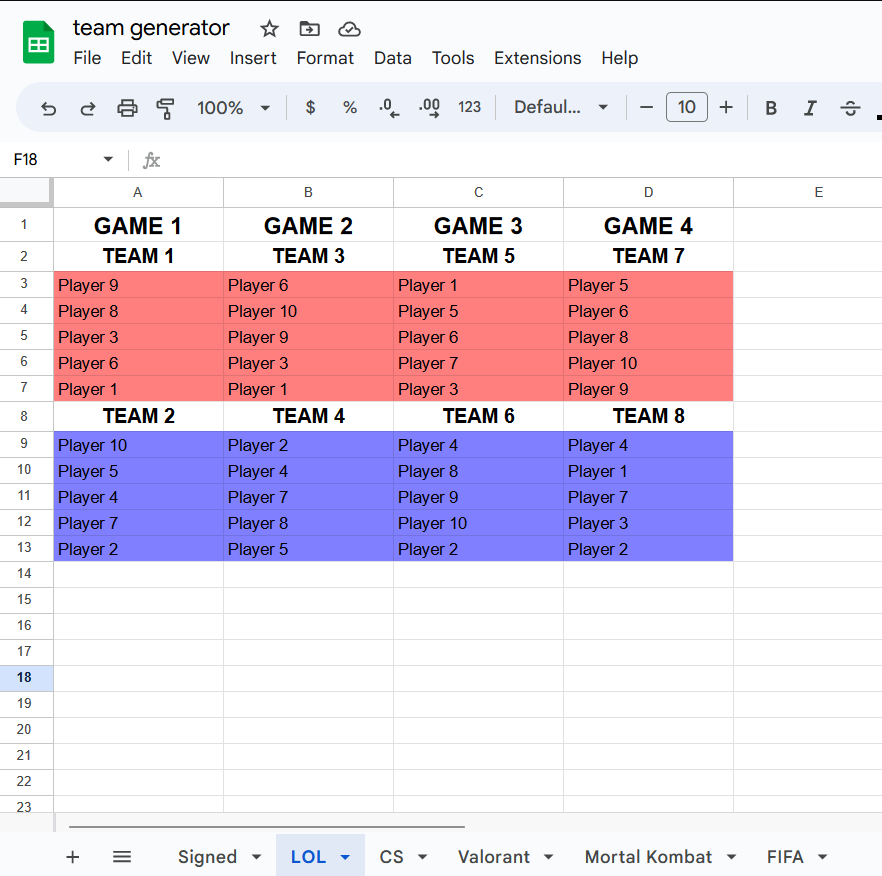 team generator
File Edit View Insert Format Data Tools Extensions Help
100% $ % .0 .00 123 Defaul... − 10 + B I S
F18 fx
A B C D E
1 GAME 1 GAME 2 GAME 3 GAME 4
2 TEAM 1 TEAM 3 TEAM 5 TEAM 7
3 Player 9 Player 6 Player 1 Player 5
4 Player 8 Player 10 Player 5 Player 6
5 Player 3 Player 9 Player 6 Player 8
6 Player 6 Player 3 Player 7 Player 10
7 Player 1 Player 1 Player 3 Player 9
8 TEAM 2 TEAM 4 TEAM 6 TEAM 8
9 Player 10 Player 2 Player 4 Player 4
10 Player 5 Player 4 Player 8 Player 1
11 Player 4 Player 7 Player 9 Player 7
12 Player 7 Player 8 Player 10 Player 3
13 Player 2 Player 5 Player 2 Player 2
14
15
16
17
18
19
20
21
22
23
+ Signed LOL CS Valorant Mortal Kombat FIFA